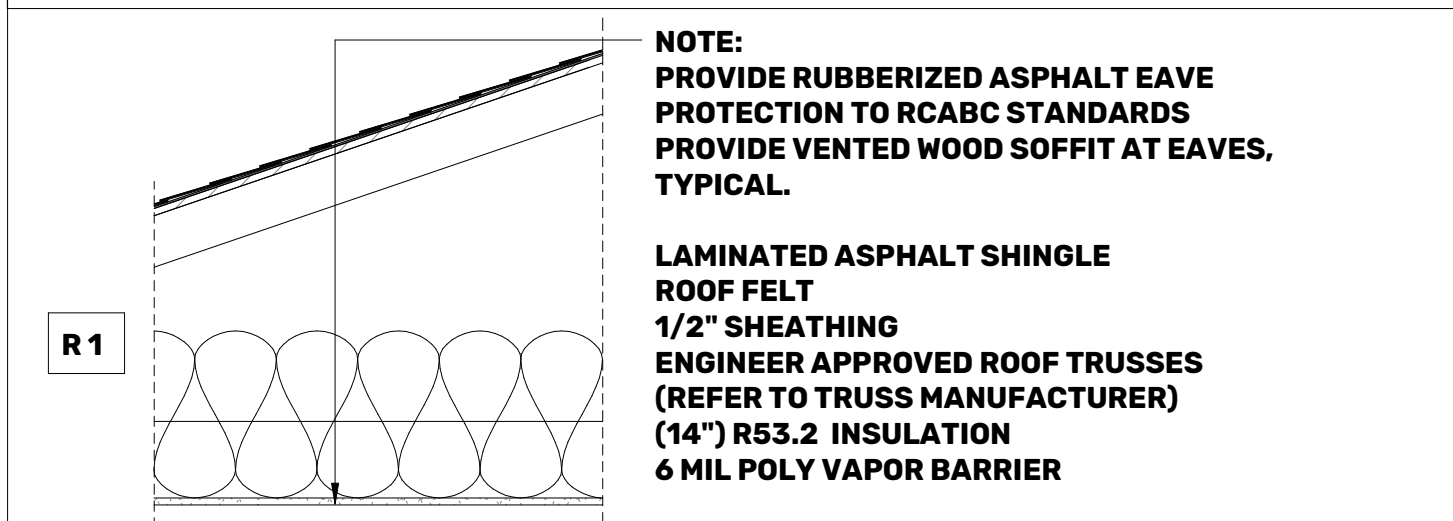 NOTE:
PROVIDE RUBBERIZED ASPHALT EAVE
PROTECTION TO RCABC STANDARDS
PROVIDE VENTED WOOD SOFFIT AT EAVES,
TYPICAL.
LAMINATED ASPHALT SHINGLE
ROOF FELT
1/2" SHEATHING
ENGINEER APPROVED ROOF TRUSSES
(REFER TO TRUSS MANUFACTURER)
(14") R53.2 INSULATION
6 MIL POLY VAPOR BARRIER
R 1